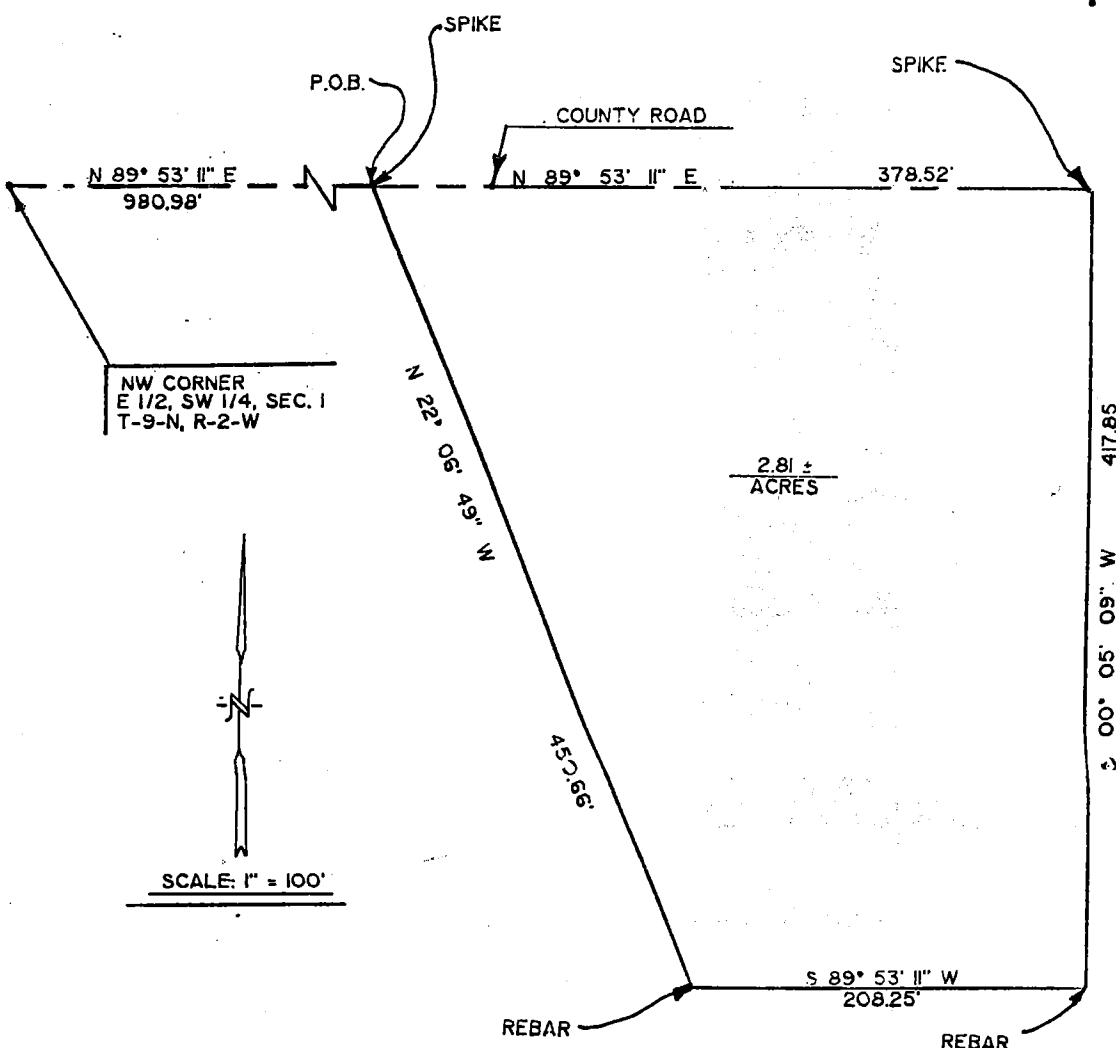 SPIKE
P.O.B.
SPIKE
COUNTY ROAD
N 89° 53' 11" E
980.98'
N 89° 53' 11" E
378.52'
NW CORNER
E 1/2, SW 1/4, SEC. 1
T-9-N, R-2-W
N 22° 06' 49" W
2.81 ±
ACRES
417.85
00° 05' 09" W
N
SCALE: 1" = 100'
S 89° 53' 11" W
208.25'
REBAR
REBAR